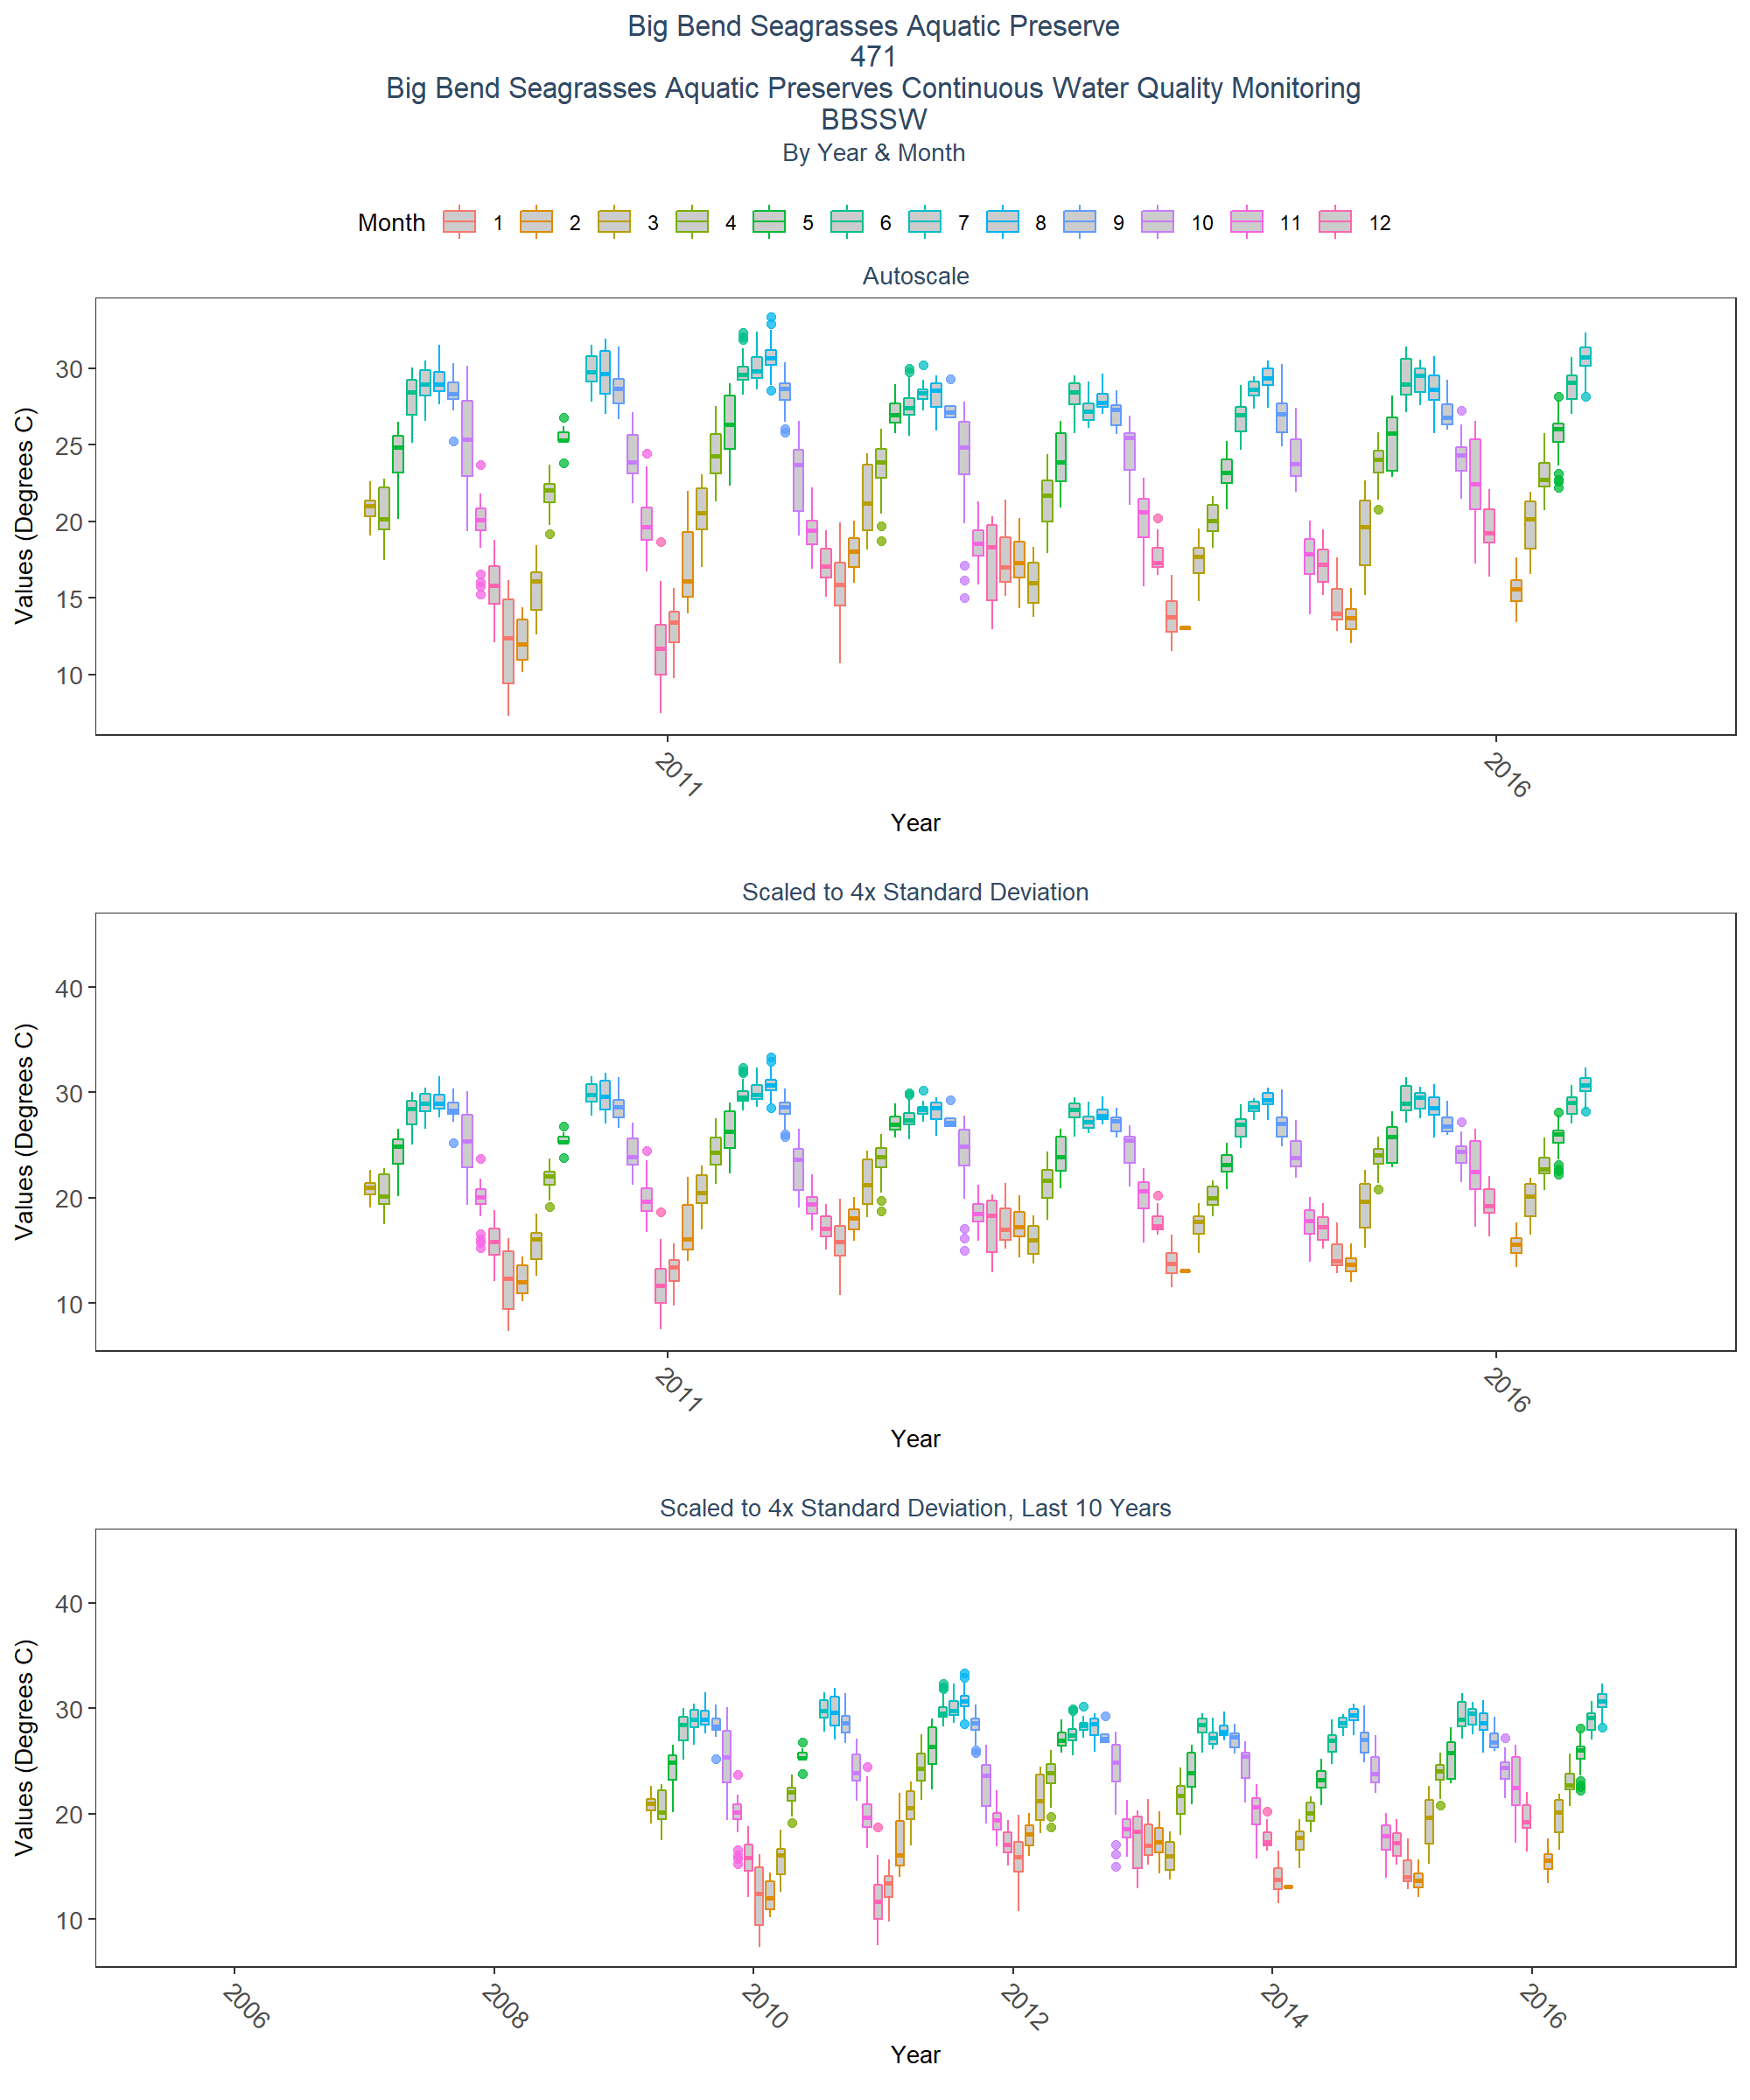 Big Bend Seagrasses Aquatic Preserve
471
Big Bend Seagrasses Aquatic Preserves Continuous Water Quality Monitoring
BBSSW
By Year & Month
Month 1 2 3 4 5 6 7 8 9 10 11 12
Autoscale
Values (Degrees C)
30
25
20
15
10
2011 2016
Year
Scaled to 4x Standard Deviation
Values (Degrees C)
40
30
20
10
2011 2016
Year
Scaled to 4x Standard Deviation, Last 10 Years
Values (Degrees C)
40
30
20
10
2006 2008 2010 2012 2014 2016
Year